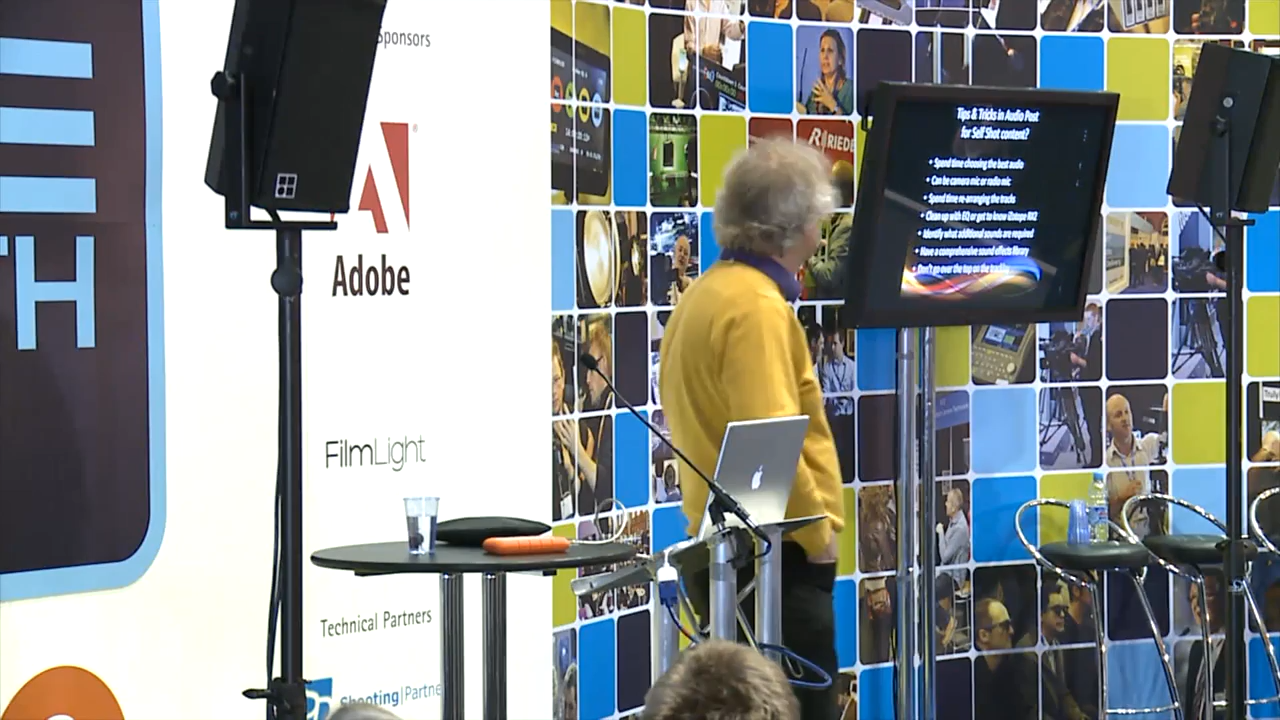 Sponsors
Adobe
FilmLight
Technical Partners
Shooting|Partne
TH
RIEDE
Tips & Tricks in Audio Post
for Self Shot content?
• Spend time choosing the best audio
• Can be camera mic or radio mic
• Spend time re-arranging the tracks
• Clean up with EQ or get to know iZotope RX2
• Identify what additional sounds are required
• Have a comprehensive sound effects library
• Don't go over the top on the